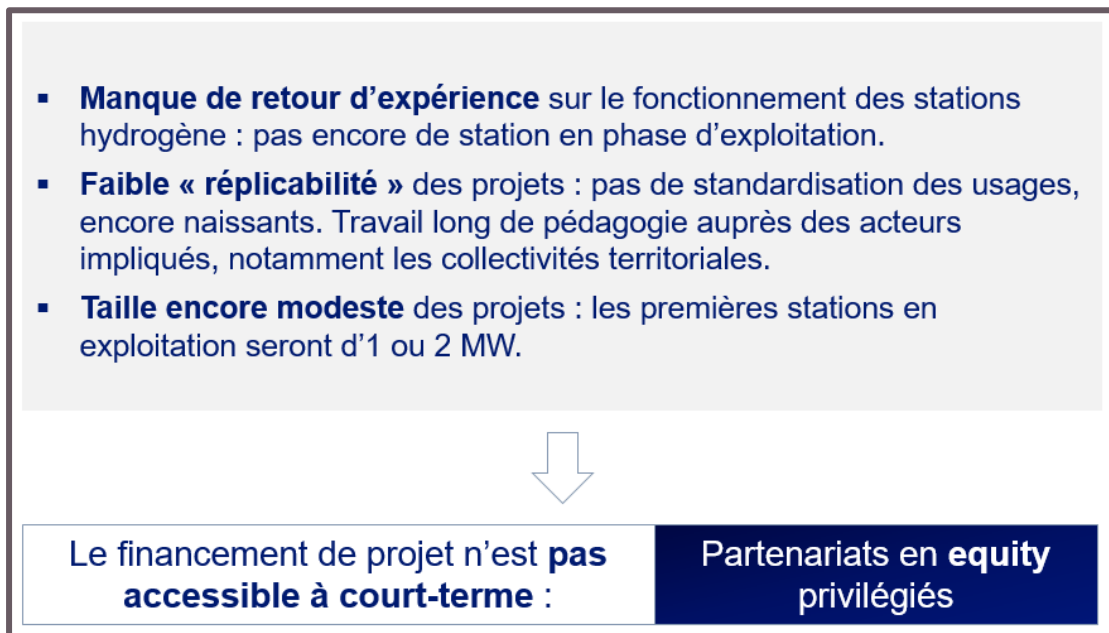 ▪ Manque de retour d’expérience sur le fonctionnement des stations
hydrogène : pas encore de station en phase d’exploitation.
▪ Faible « réplicabilité » des projets : pas de standardisation des usages,
encore naissants. Travail long de pédagogie auprès des acteurs
impliqués, notamment les collectivités territoriales.
▪ Taille encore modeste des projets : les premières stations en
exploitation seront d’1 ou 2 MW.
Le financement de projet n’est pas
accessible à court-terme :
Partenariats en equity
privilégiés